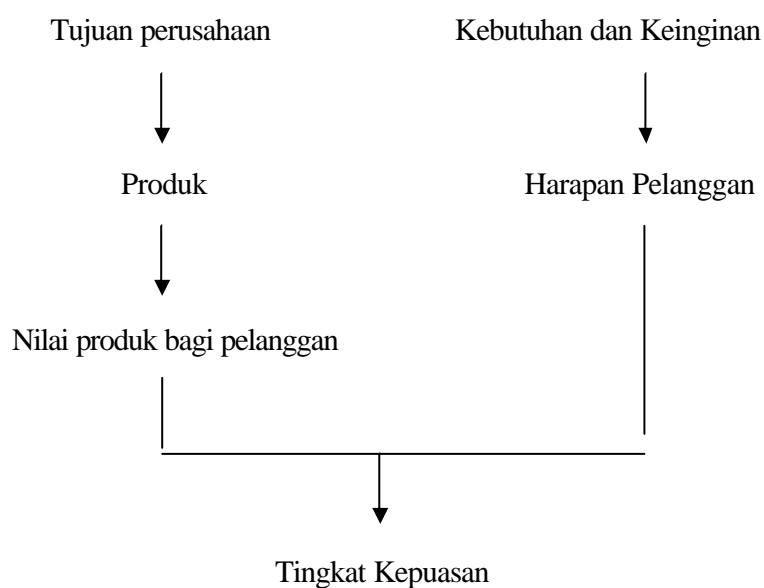 Tujuan perusahaan
Kebutuhan dan Keinginan
Produk
Harapan Pelanggan
Nilai produk bagi pelanggan
Tingkat Kepuasan